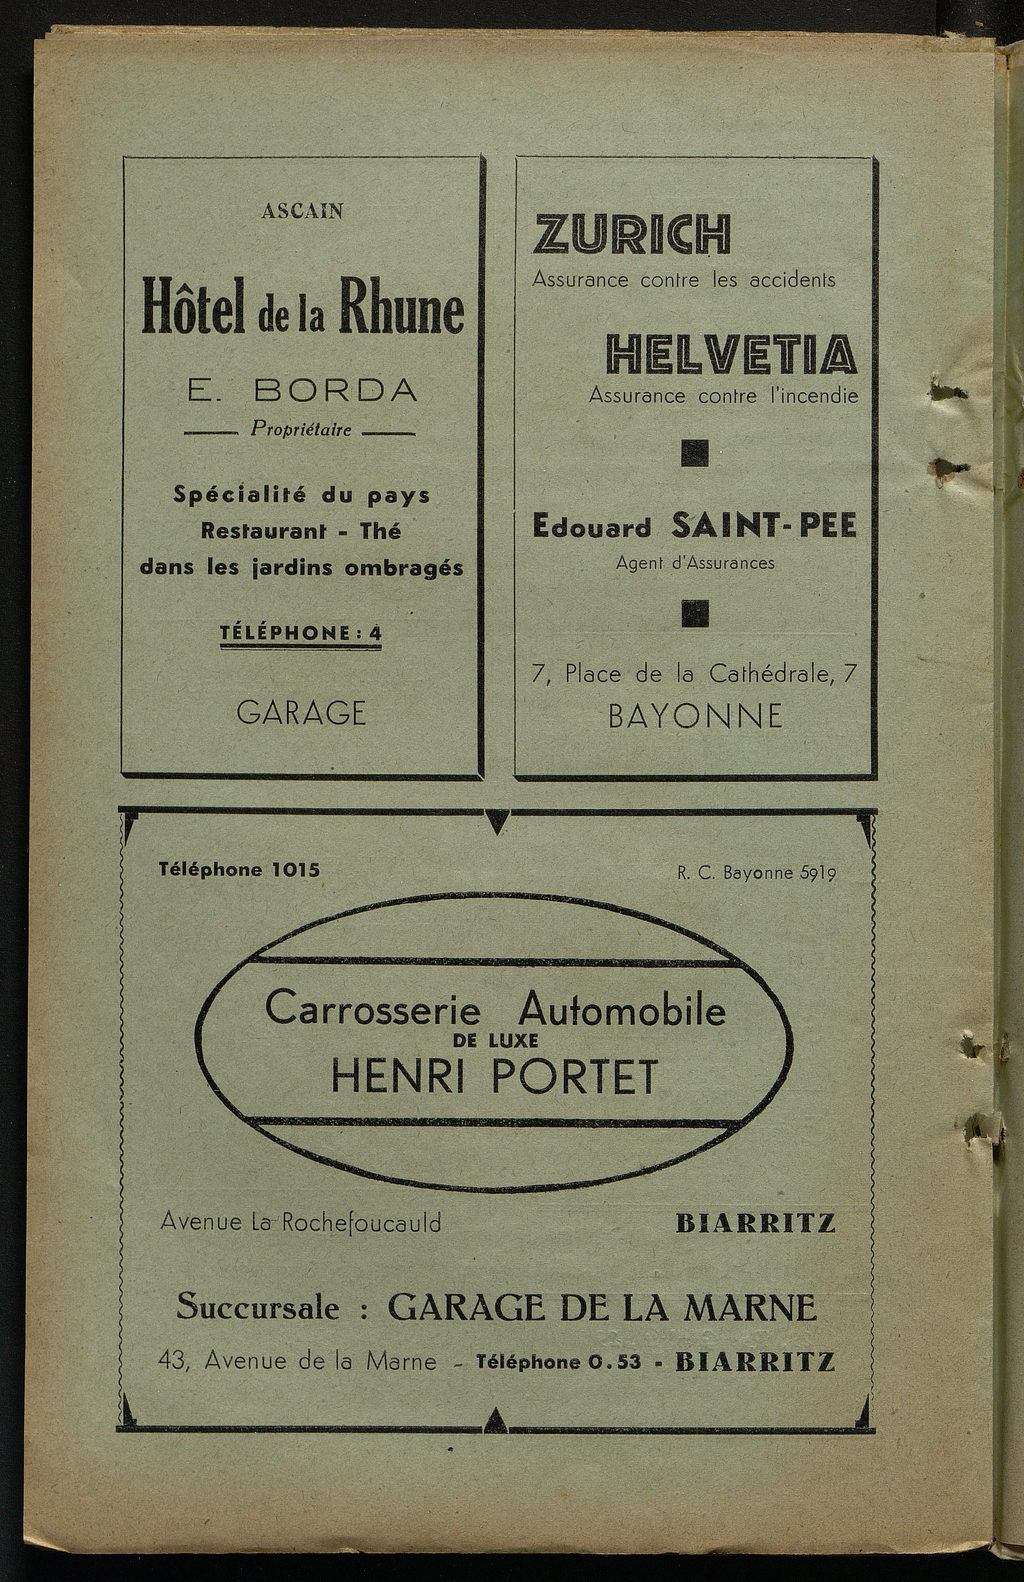 ASCAIN
Hôtel de la Rhune
E. BORDA
Propriétaire
Spécialité du pays
Restaurant - Thé
dans les jardins ombragés
TÉLÉPHONE : 4
GARAGE
ZURICH
Assurance contre les accidents
HELVETIA
Assurance contre l'incendie
Edouard SAINT-PEE
Agent d'Assurances
7, Place de la Cathédrale, 7
BAYONNE
Téléphone 1015
R. C. Bayonne 5919
Carrosserie Automobile
DE LUXE
HENRI PORTET
Avenue La Rochefoucauld BIARRITZ
Succursale : GARAGE DE LA MARNE
43, Avenue de la Marne - Téléphone 0.53 - BIARRITZ